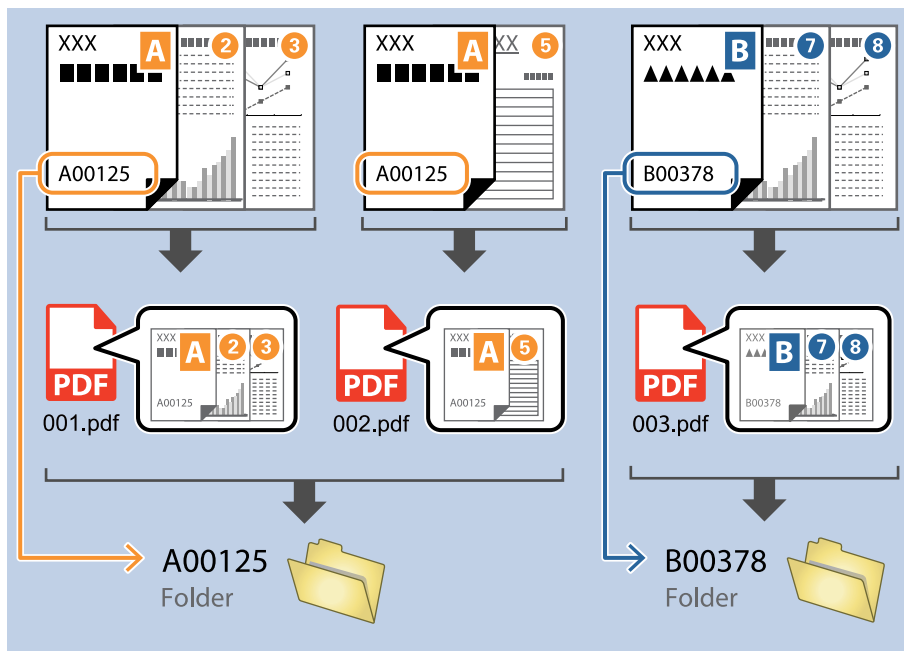 XXX A 2 3
A00125
XXX A XX 5
A00125
XXX B 7 8
B00378
PDF
XXX A 2 3
A00125
001.pdf
PDF
XXX A 5
A00125
002.pdf
PDF
XXX B 7 8
B00378
003.pdf
A00125
Folder
B00378
Folder